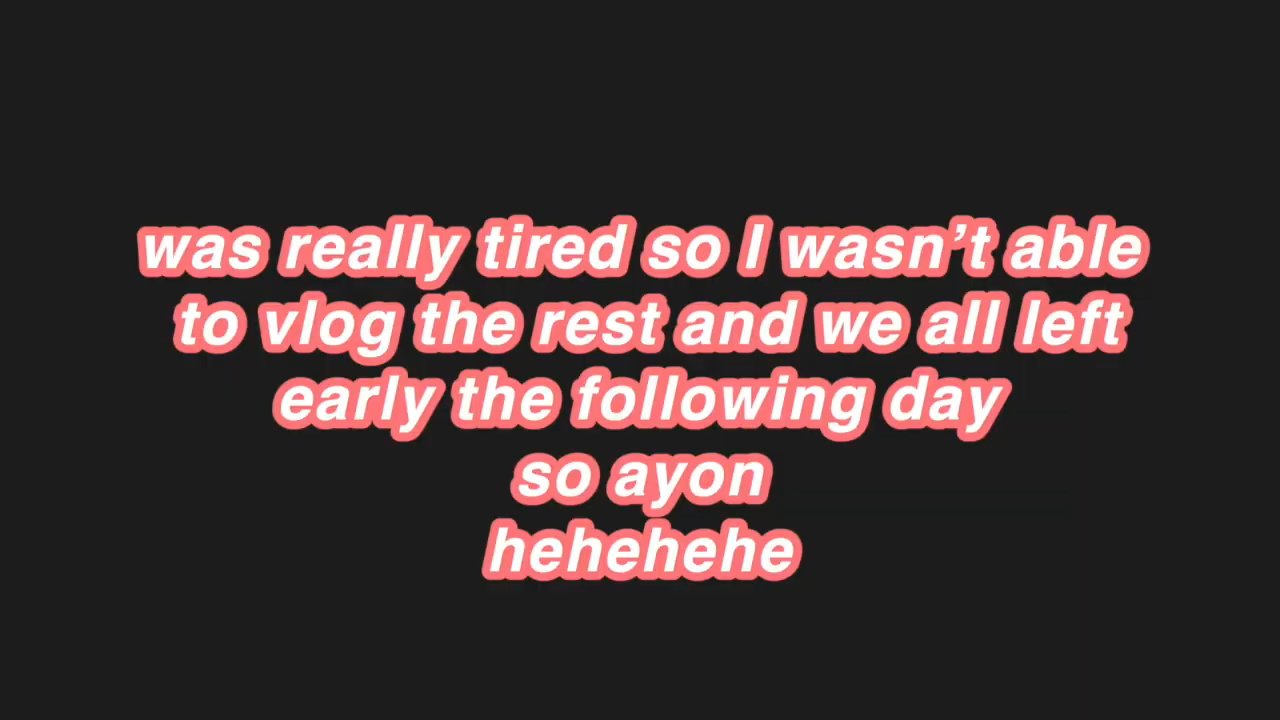 was really tired so I wasn’t able
to vlog the rest and we all left
early the following day
so ayon
hehehehe